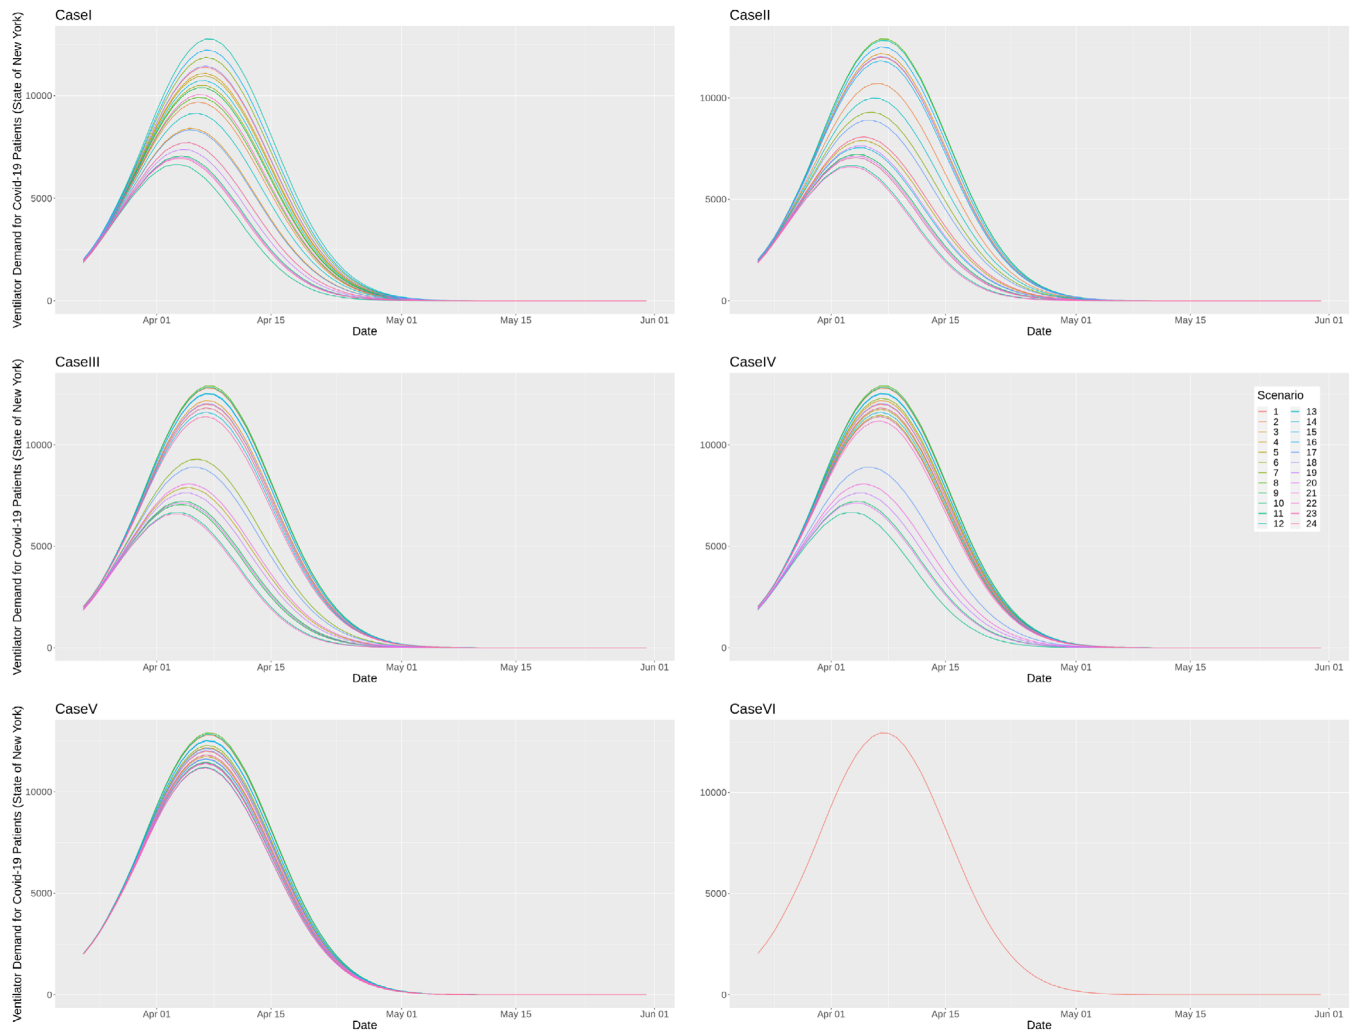 CaseI
Ventilator Demand for Covid-19 Patients (State of New York)
10000
5000
0
Apr 01 Apr 15 May 01 May 15 Jun 01
Date
CaseII
10000
5000
0
Apr 01 Apr 15 May 01 May 15 Jun 01
Date
CaseIII
Ventilator Demand for Covid-19 Patients (State of New York)
10000
5000
0
Apr 01 Apr 15 May 01 May 15 Jun 01
Date
CaseIV
10000
5000
0
Apr 01 Apr 15 May 01 May 15 Jun 01
Date
Scenario
1 13
2 14
3 15
4 16
5 17
6 18
7 19
8 20
9 21
10 22
11 23
12 24
CaseV
Ventilator Demand for Covid-19 Patients (State of New York)
10000
5000
0
Apr 01 Apr 15 May 01 May 15 Jun 01
Date
CaseVI
10000
5000
0
Apr 01 Apr 15 May 01 May 15 Jun 01
Date